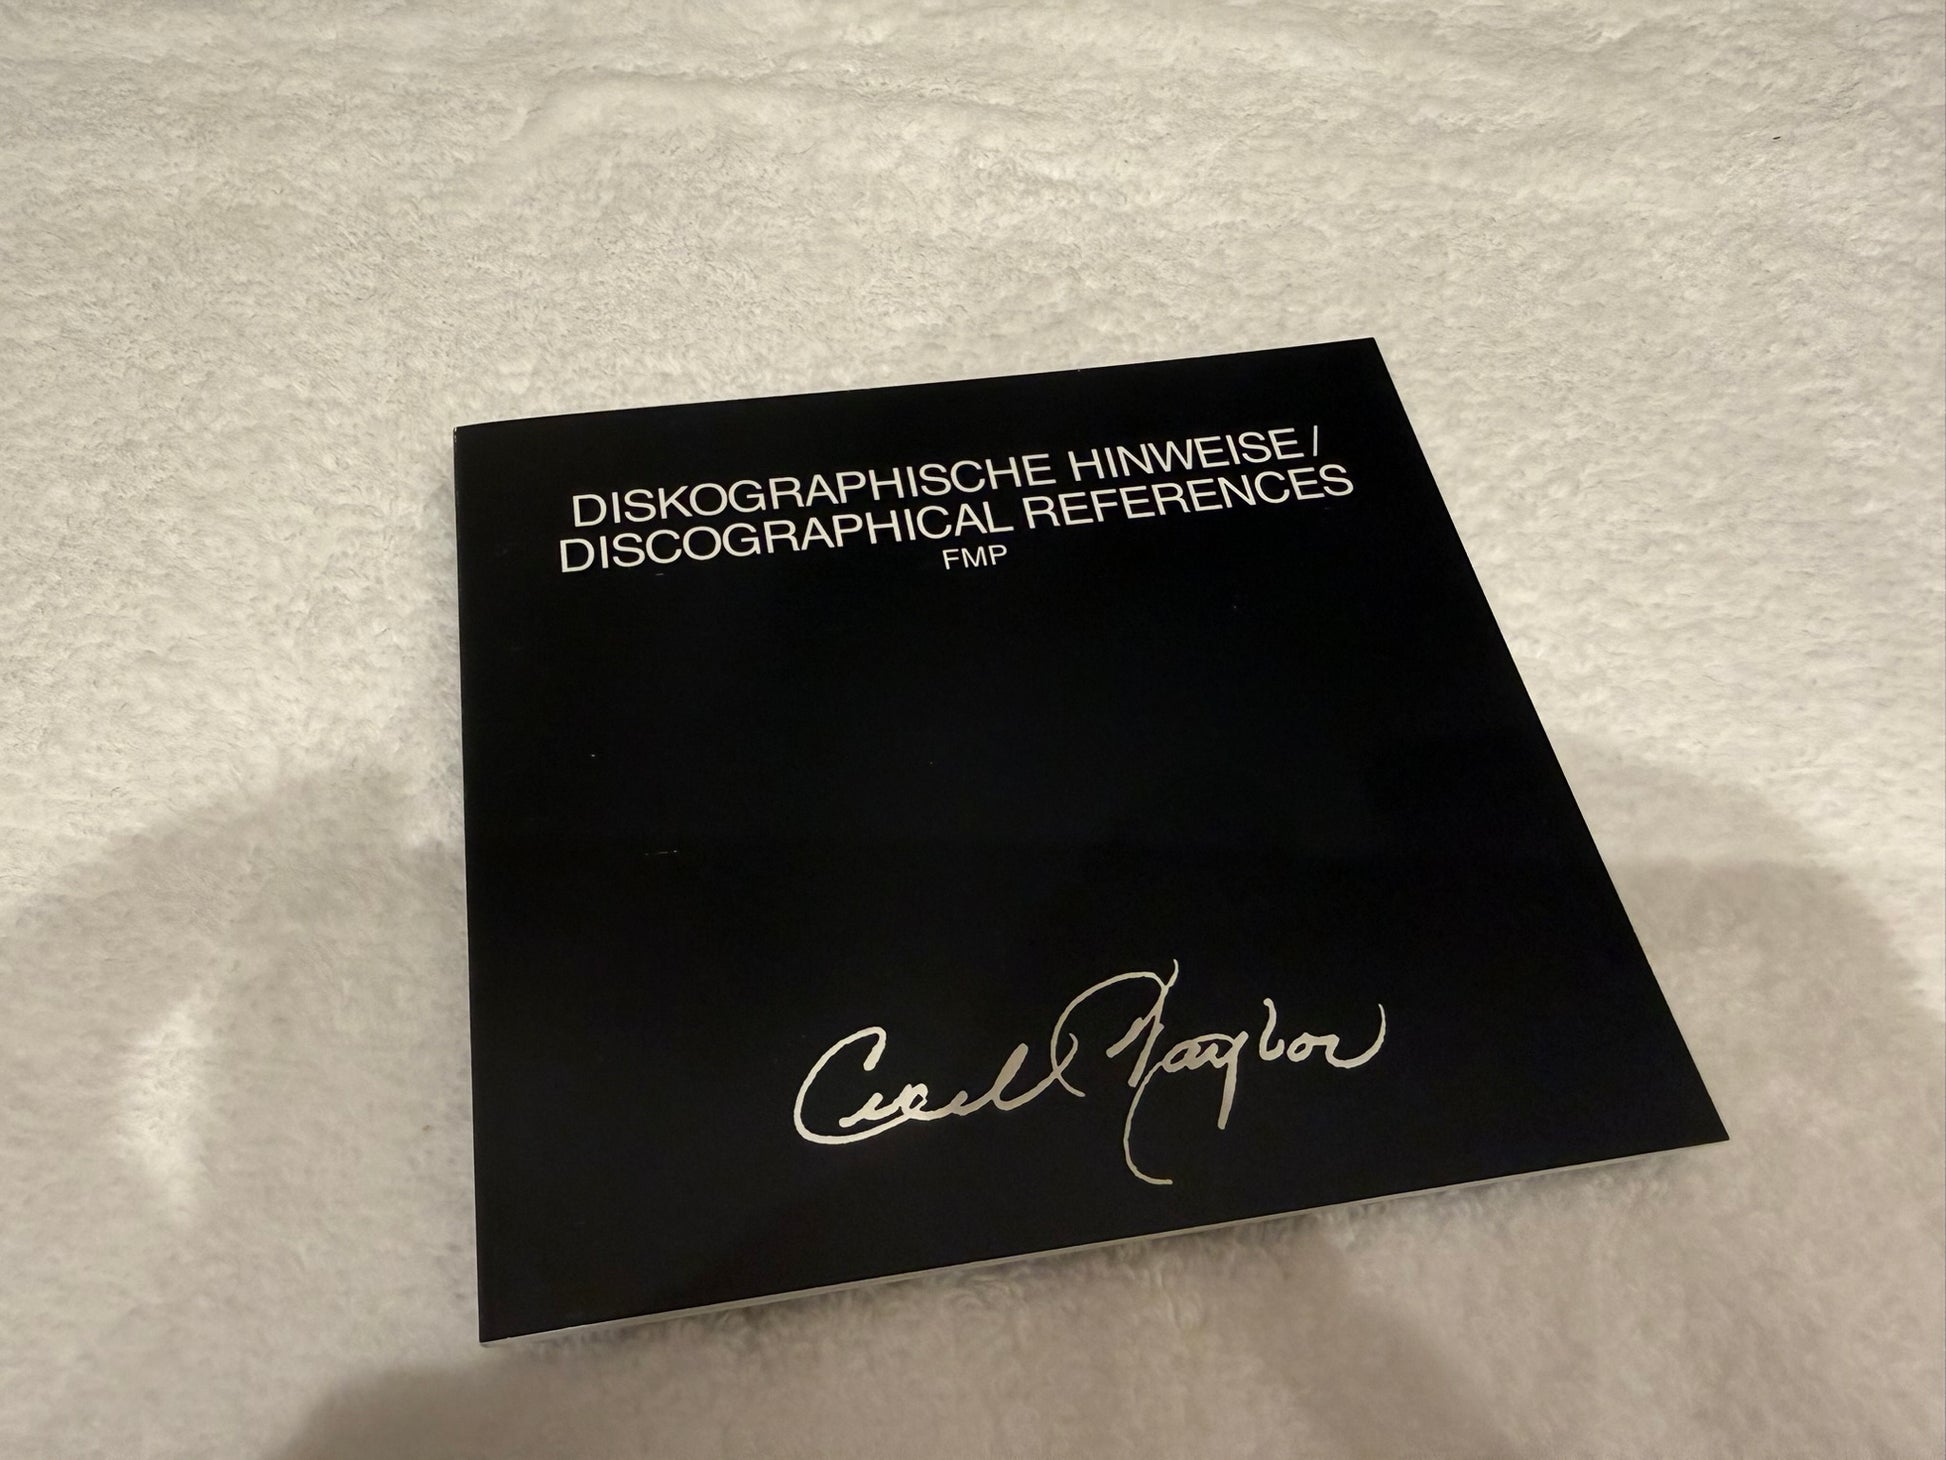 DISKOGRAPHISCHE HINWEISE/
DISCOGRAPHICAL REFERENCES
FMP
Cecil Taylor